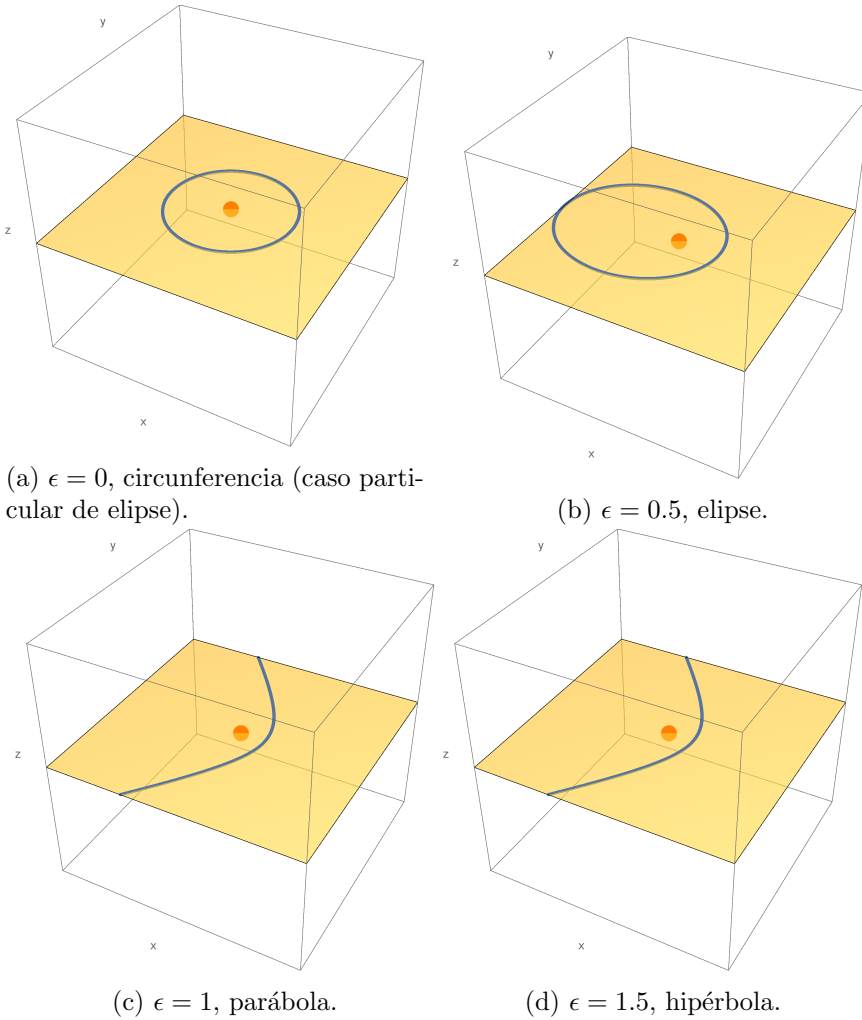 y
z
x
(a) ϵ = 0, circunferencia (caso parti-
cular de elipse).
y
z
x
(b) ϵ = 0.5, elipse.
y
z
x
(c) ϵ = 1, parábola.
y
z
x
(d) ϵ = 1.5, hipérbola.